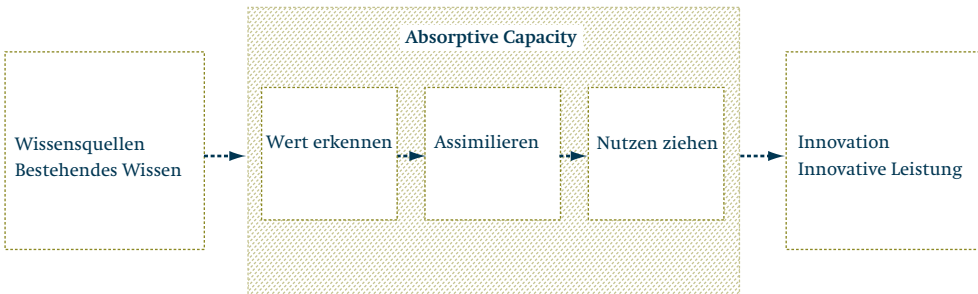 Absorptive Capacity
Wissensquellen
Bestehendes Wissen
Wert erkennen
Assimilieren
Nutzen ziehen
Innovation
Innovative Leistung